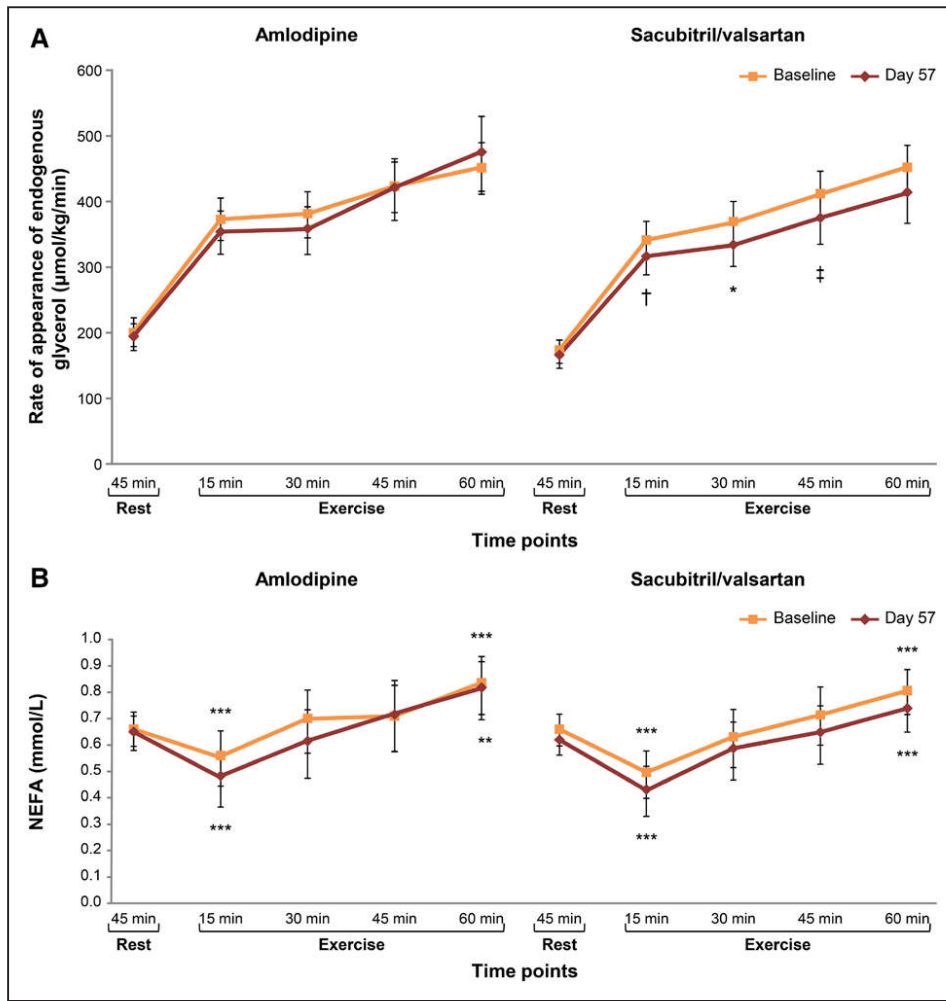 A
Amlodipine
Sacubitril/valsartan
Baseline
Day 57
Rate of appearance of endogenous
glycerol (μmol/kg/min)
600
500
400
300
200
100
0
†
*
‡
45 min 15 min 30 min 45 min 60 min 45 min 15 min 30 min 45 min 60 min
Rest Exercise Rest Exercise
Time points
B
Amlodipine
Sacubitril/valsartan
Baseline
Day 57
NEFA (mmol/L)
1.0
0.9
0.8
0.7
0.6
0.5
0.4
0.3
0.2
0.1
0.0
***
***
***
**
***
***
***
***
45 min 15 min 30 min 45 min 60 min 45 min 15 min 30 min 45 min 60 min
Rest Exercise Rest Exercise
Time points